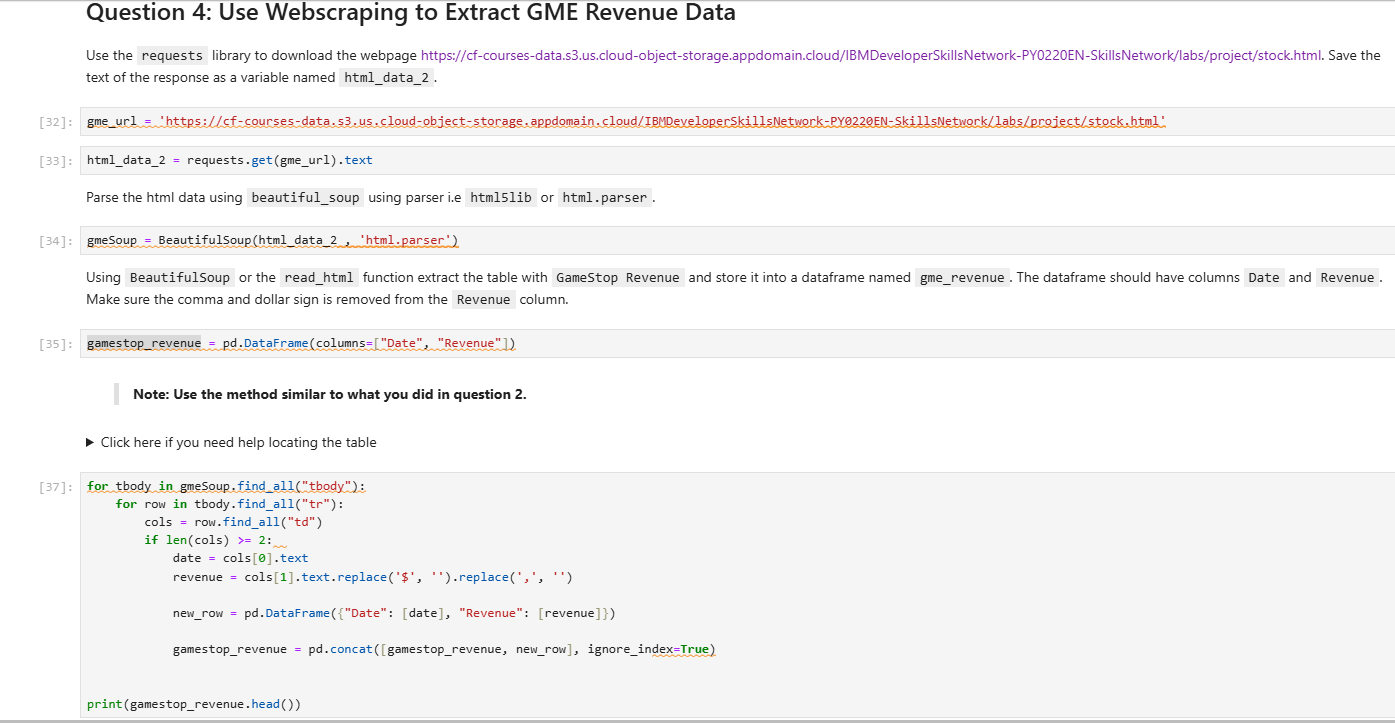 Question 4: Use Webscraping to Extract GME Revenue Data
Use the requests library to download the webpage https://cf-courses-data.s3.us.cloud-object-storage.appdomain.cloud/IBMDeveloperSkillsNetwork-PY0220EN-SkillsNetwork/labs/project/stock.html. Save the
text of the response as a variable named html_data_2.
[32]: gme_url = 'https://cf-courses-data.s3.us.cloud-object-storage.appdomain.cloud/IBMDeveloperSkillsNetwork-PY0220EN-SkillsNetwork/labs/project/stock.html'
[33]: html_data_2 = requests.get(gme_url).text
Parse the html data using beautiful_soup using parser i.e html5lib or html.parser.
[34]: gmeSoup = BeautifulSoup(html_data_2 , 'html.parser')
Using BeautifulSoup or the read_html function extract the table with GameStop Revenue and store it into a dataframe named gme_revenue. The dataframe should have columns Date and Revenue.
Make sure the comma and dollar sign is removed from the Revenue column.
[35]: gamestop_revenue = pd.DataFrame(columns=["Date", "Revenue"])
Note: Use the method similar to what you did in question 2.
▶ Click here if you need help locating the table
[37]: for tbody in gmeSoup.find_all("tbody"):
    for row in tbody.find_all("tr"):
        cols = row.find_all("td")
        if len(cols) >= 2:
            date = cols[0].text
            revenue = cols[1].text.replace('$', '').replace(',', '')
            new_row = pd.DataFrame({"Date": [date], "Revenue": [revenue]})
            gamestop_revenue = pd.concat([gamestop_revenue, new_row], ignore_index=True)
print(gamestop_revenue.head())